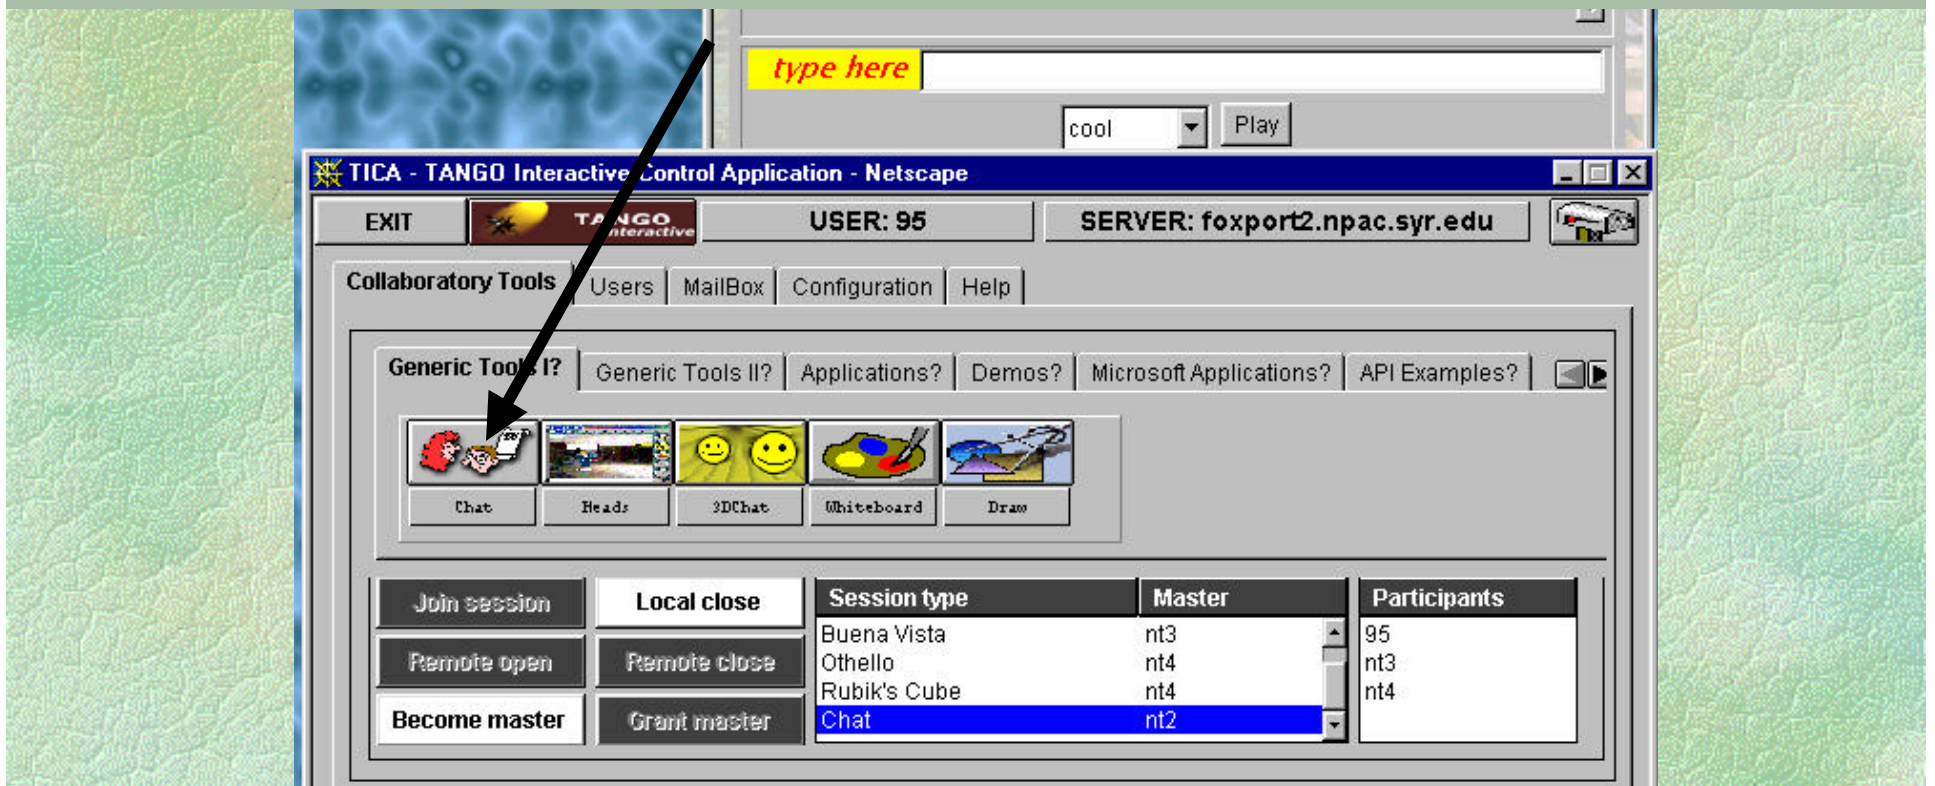 type here
cool Play
TICA - TANGO Interactive Control Application - Netscape
EXIT TANGO interactive USER: 95 SERVER: foxport2.npac.syr.edu
Collaboratory Tools Users MailBox Configuration Help
Generic Tools I? Generic Tools II? Applications? Demos? Microsoft Applications? API Examples?
Chat Heads 3DChat Whiteboard Draw
Join session Local close Session type Master Participants
Buena Vista nt3 95
Remote open Remote close Othello nt4 nt3
Rubik's Cube nt4 nt4
Become master Grant master Chat nt2